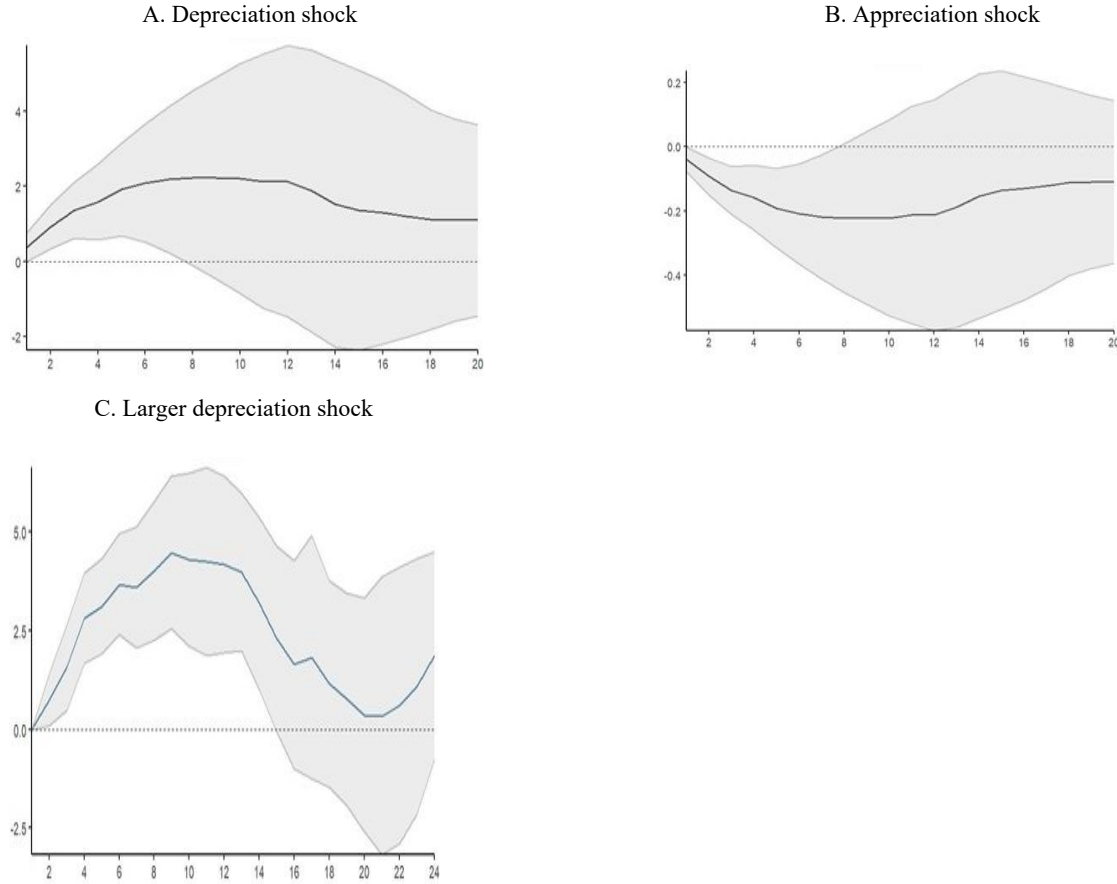 A. Depreciation shock
4
2
0
-2
2 4 6 8 10 12 14 16 18 20
B. Appreciation shock
0.2
0.0
-0.2
-0.4
2 4 6 8 10 12 14 16 18 20
C. Larger depreciation shock
5.0
2.5
0.0
-2.5
2 4 6 8 10 12 14 16 18 20 22 24